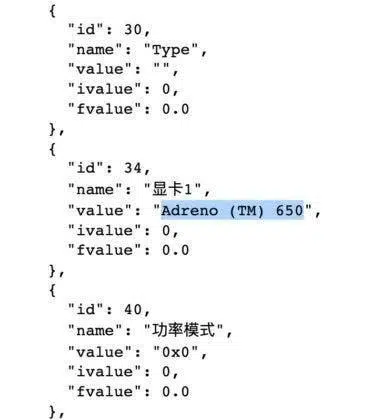 {
"id": 30,
"name": "Type",
"value": "",
"ivalue": 0,
"fvalue": 0.0
},
{
"id": 34,
"name": "显卡1",
"value": "Adreno (TM) 650",
"ivalue": 0,
"fvalue": 0.0
},
{
"id": 40,
"name": "功率模式",
"value": "0x0",
"ivalue": 0,
"fvalue": 0.0
},